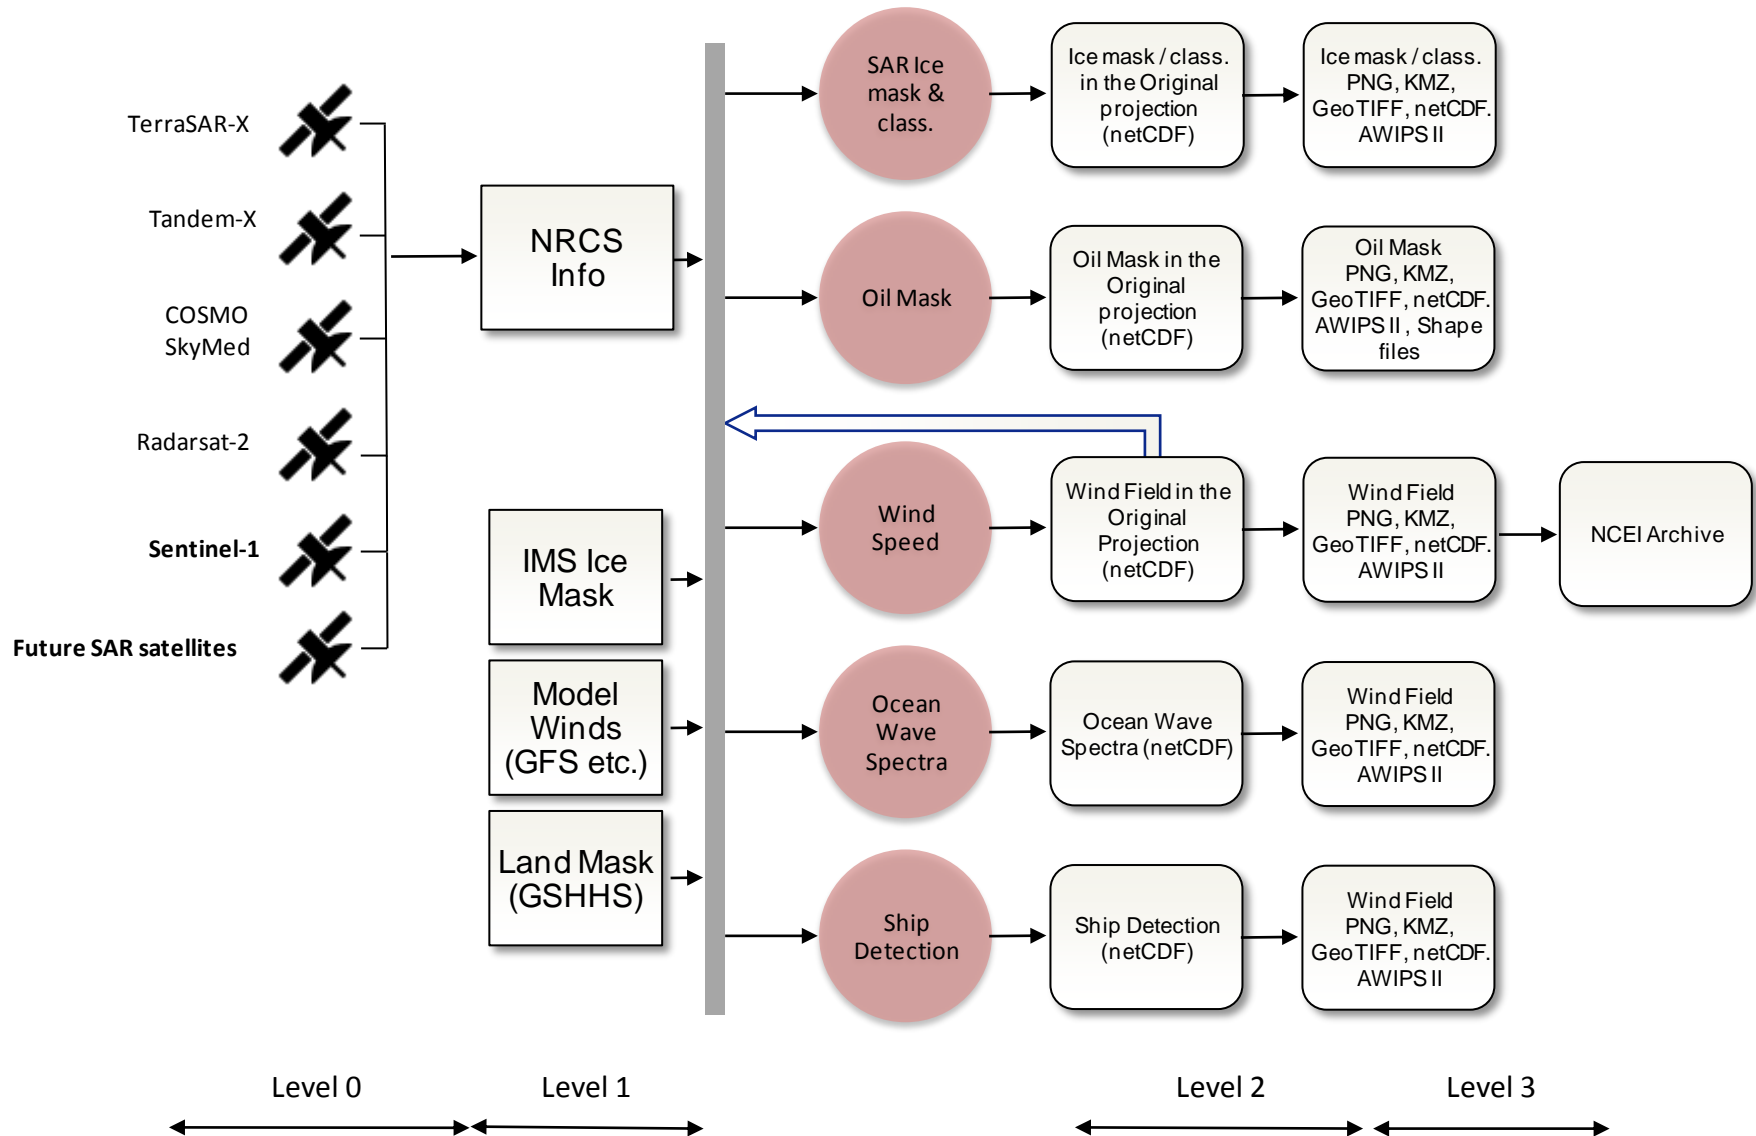 TerraSAR-X
Tandem-X
COSMO
SkyMed
Radarsat-2
Sentinel-1
Future SAR satellites
NRCS
Info
IMS Ice
Mask
Model
Winds
(GFS etc.)
Land Mask
(GSHHS)
SAR Ice
mask &
class.
Ice mask / class.
in the Original
projection
(netCDF)
Ice mask / class.
PNG, KMZ,
GeoTIFF, netCDF.
AWIPS II
Oil Mask
Oil Mask in the
Original
projection
(netCDF)
Oil Mask
PNG, KMZ,
GeoTIFF, netCDF.
AWIPS II , Shape
files
Wind
Speed
Wind Field in the
Original
Projection
(netCDF)
Wind Field
PNG, KMZ,
GeoTIFF, netCDF.
AWIPS II
NCEI Archive
Ocean
Wave
Spectra
Ocean Wave
Spectra (netCDF)
Wind Field
PNG, KMZ,
GeoTIFF, netCDF.
AWIPS II
Ship
Detection
Ship Detection
(netCDF)
Wind Field
PNG, KMZ,
GeoTIFF, netCDF.
AWIPS II
Level 0
Level 1
Level 2
Level 3